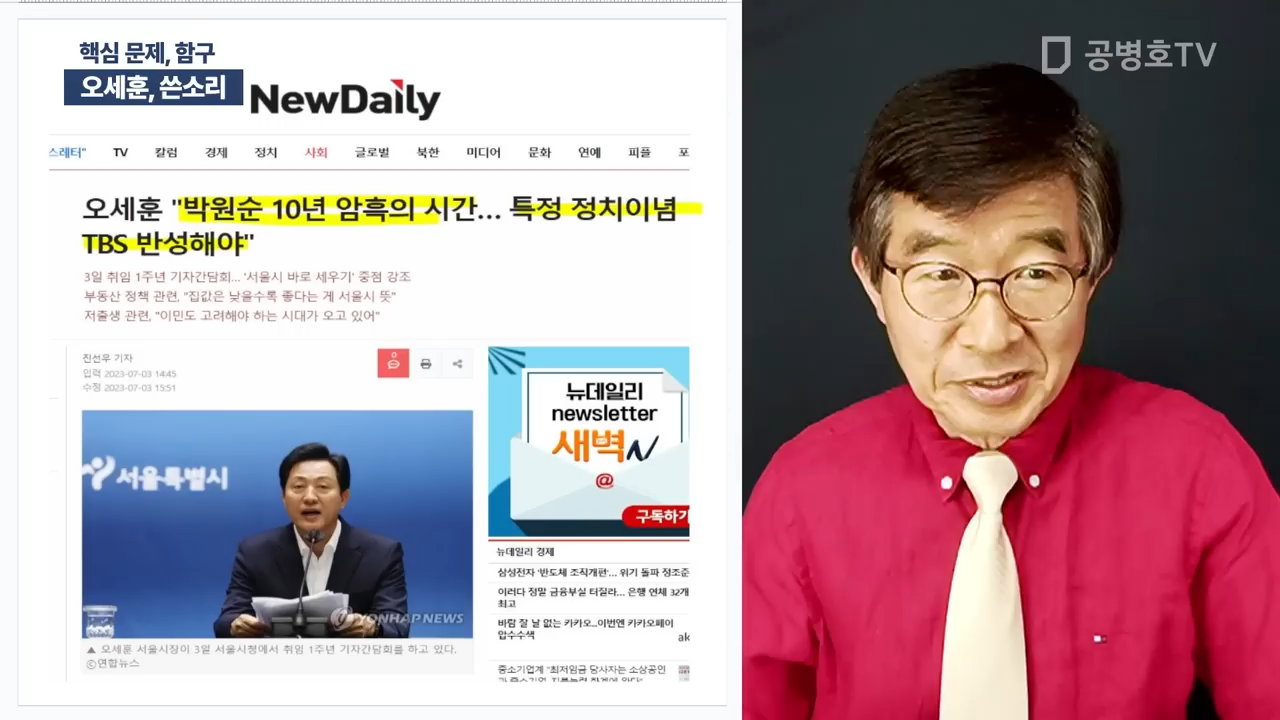 핵심 문제, 함구
오세훈, 쓴소리
공병호TV
NewDaily
스레터" TV 칼럼 경제 정치 사회 글로벌 북한 미디어 문화 연예 피플 포
오세훈 "박원순 10년 암흑의 시간... 특정 정치이념
TBS 반성해야"
3일 취임 1주년 기자간담회... '서울시 바로 세우기' 중점 강조
부동산 정책 관련, "집값은 낮을수록 좋다는 게 서울시 뜻"
저출생 관련, "이민도 고려해야 하는 시대가 오고 있어"
진선우 기자
입력 2023-07-03 14:45
수정 2023-07-03 15:51
0
서울특별시
YONHAP NEWS
▲ 오세훈 서울시장이 3일 서울시청에서 취임 1주년 기자간담회를 하고 있다.
ⓒ연합뉴스
뉴데일리
newsletter
새벽N
@
구독하기
뉴데일리 경제
삼성전자 '반도체 조직개편'... 위기 돌파 정조준
이러다 정말 금융부실 터질라... 은행 연체 32개
최고
바람 잘 날 없는 카카오...이번엔 카카오페이
압수수색
ak
중소기업계 "최저임금 당사자는 소상공인